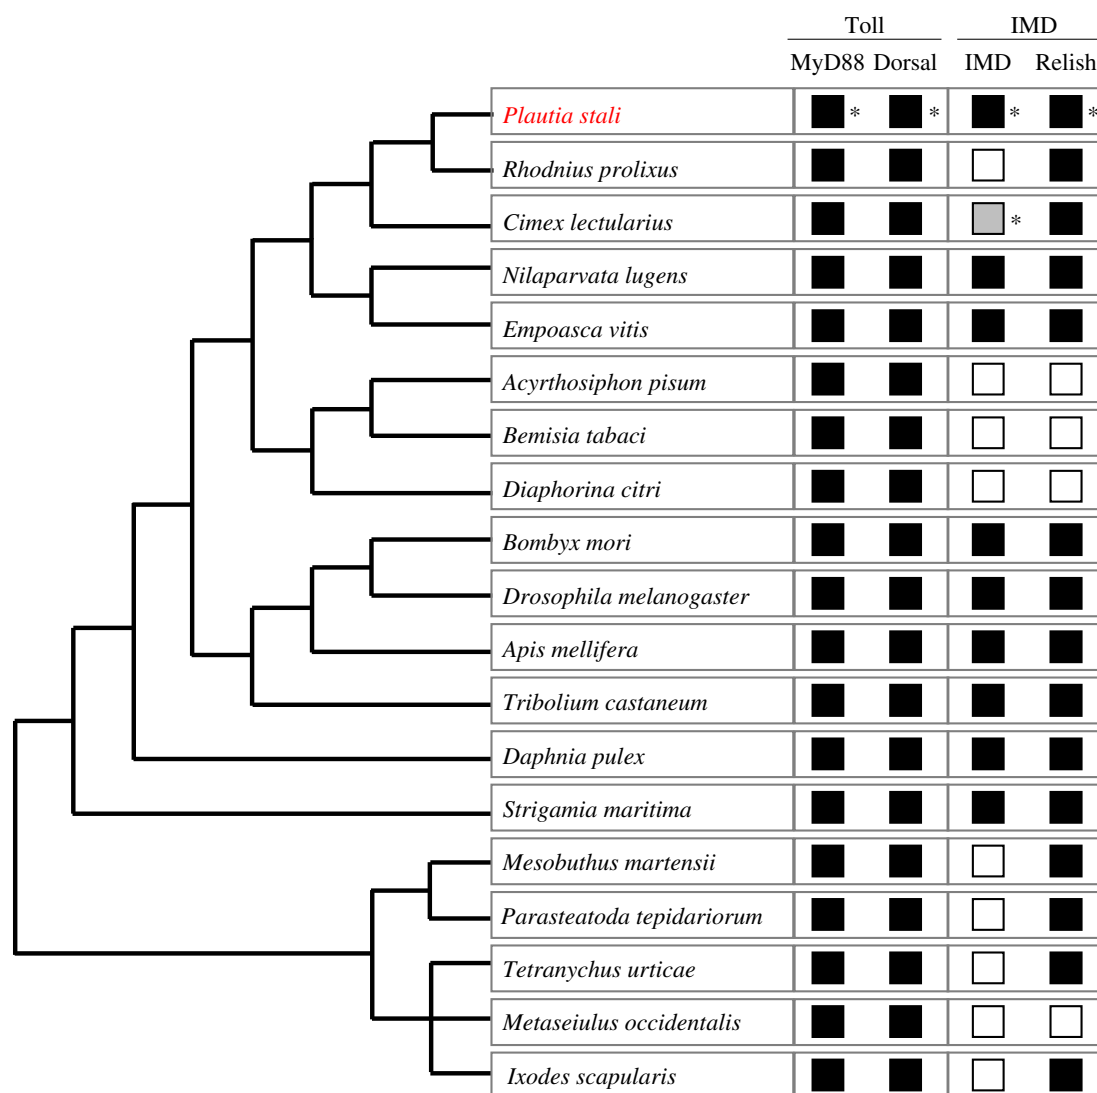 Toll IMD
MyD88 Dorsal IMD Relish
Plautia stali * * * *
Rhodnius prolixus
Cimex lectularius *
Nilaparvata lugens
Empoasca vitis
Acyrthosiphon pisum
Bemisia tabaci
Diaphorina citri
Bombyx mori
Drosophila melanogaster
Apis mellifera
Tribolium castaneum
Daphnia pulex
Strigamia maritima
Mesobuthus martensii
Parasteatoda tepidariorum
Tetranychus urticae
Metaseiulus occidentalis
Ixodes scapularis